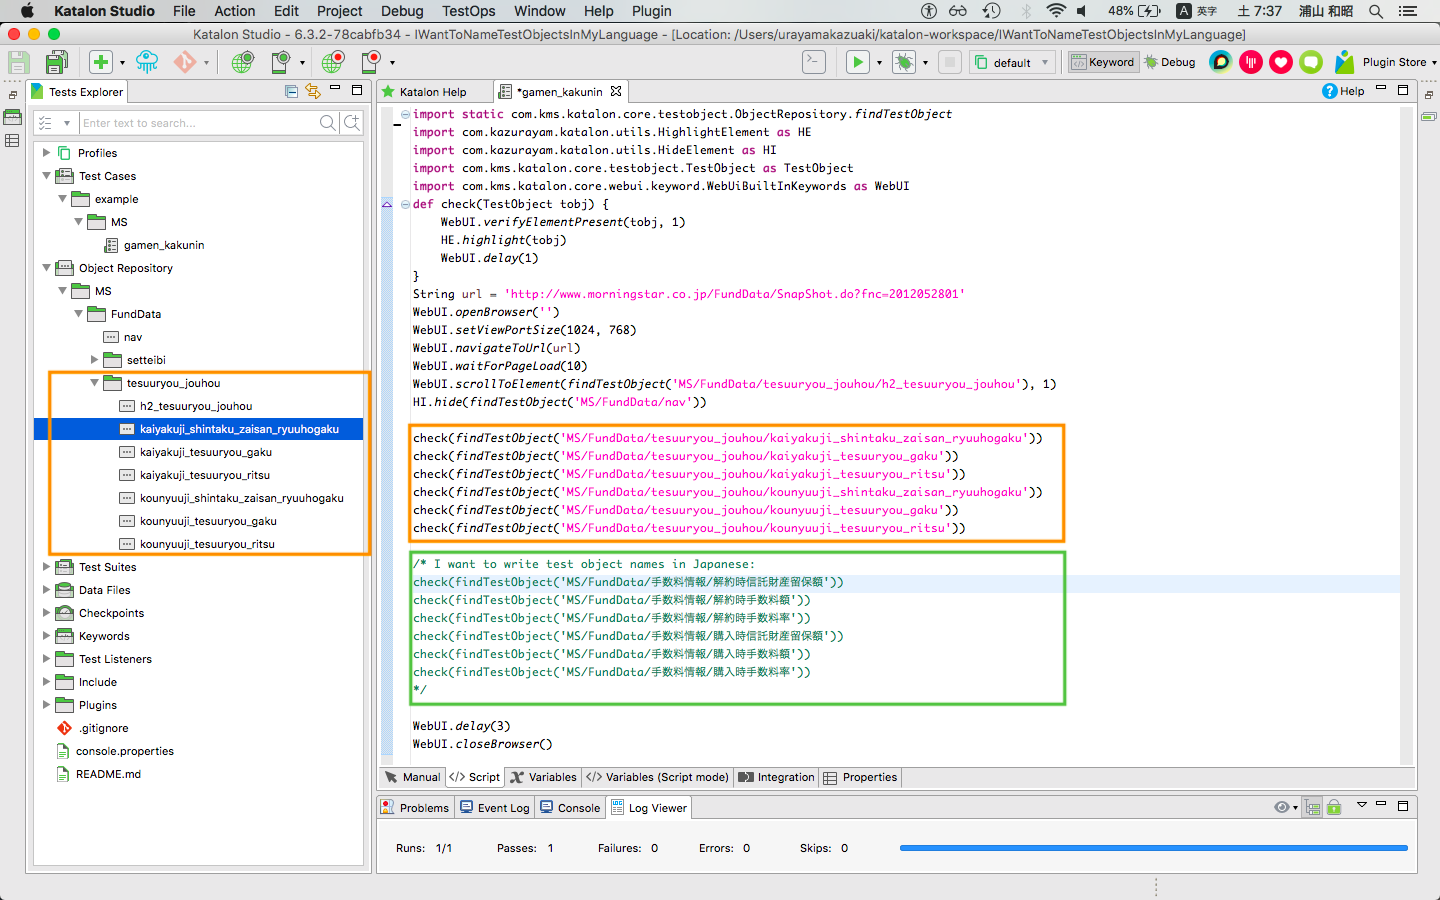 Katalon Studio File Action Edit Project Debug TestOps Window Help Plugin 48% A 英字 土 7:37 浦山 和昭
Katalon Studio - 6.3.2-78cabfb34 - IWantToNameTestObjectsInMyLanguage - [Location: /Users/urayamakazuaki/katalon-workspace/IWantToNameTestObjectsInMyLanguage]
default Keyword Debug Plugin Store
Tests Explorer
Enter text to search...
Profiles
Test Cases
example
MS
gamen_kakunin
Object Repository
MS
FundData
nav
setteibi
tesuuryou_jouhou
h2_tesuuryou_jouhou
kaiyakuji_shintaku_zaisan_ryuuhogaku
kaiyakuji_tesuuryou_gaku
kaiyakuji_tesuuryou_ritsu
kounyuuji_shintaku_zaisan_ryuuhogaku
kounyuuji_tesuuryou_gaku
kounyuuji_tesuuryou_ritsu
Test Suites
Data Files
Checkpoints
Keywords
Test Listeners
Include
Plugins
.gitignore
console.properties
README.md
Katalon Help *gamen_kakunin Help
import static com.kms.katalon.core.testobject.ObjectRepository.findTestObject
import com.kazurayam.katalon.utils.HighlightElement as HE
import com.kazurayam.katalon.utils.HideElement as HI
import com.kms.katalon.core.testobject.TestObject as TestObject
import com.kms.katalon.core.webui.keyword.WebUiBuiltInKeywords as WebUI
def check(TestObject tobj) {
WebUI.verifyElementPresent(tobj, 1)
HE.highlight(tobj)
WebUI.delay(1)
}
String url = 'http://www.morningstar.co.jp/FundData/SnapShot.do?fnc=2012052801'
WebUI.openBrowser('')
WebUI.setViewPortSize(1024, 768)
WebUI.navigateToUrl(url)
WebUI.waitForPageLoad(10)
WebUI.scrollToElement(findTestObject('MS/FundData/tesuuryou_jouhou/h2_tesuuryou_jouhou'), 1)
HI.hide(findTestObject('MS/FundData/nav'))
check(findTestObject('MS/FundData/tesuuryou_jouhou/kaiyakuji_shintaku_zaisan_ryuuhogaku'))
check(findTestObject('MS/FundData/tesuuryou_jouhou/kaiyakuji_tesuuryou_gaku'))
check(findTestObject('MS/FundData/tesuuryou_jouhou/kaiyakuji_tesuuryou_ritsu'))
check(findTestObject('MS/FundData/tesuuryou_jouhou/kounyuuji_shintaku_zaisan_ryuuhogaku'))
check(findTestObject('MS/FundData/tesuuryou_jouhou/kounyuuji_tesuuryou_gaku'))
check(findTestObject('MS/FundData/tesuuryou_jouhou/kounyuuji_tesuuryou_ritsu'))
/* I want to write test object names in Japanese:
check(findTestObject('MS/FundData/手数料情報/解約時信託財産留保額'))
check(findTestObject('MS/FundData/手数料情報/解約時手数料額'))
check(findTestObject('MS/FundData/手数料情報/解約時手数料率'))
check(findTestObject('MS/FundData/手数料情報/購入時信託財産留保額'))
check(findTestObject('MS/FundData/手数料情報/購入時手数料額'))
check(findTestObject('MS/FundData/手数料情報/購入時手数料率'))
*/
WebUI.delay(3)
WebUI.closeBrowser()
Manual </> Script Variables </> Variables (Script mode) Integration Properties
Problems Event Log Console Log Viewer
Runs: 1/1 Passes: 1 Failures: 0 Errors: 0 Skips: 0